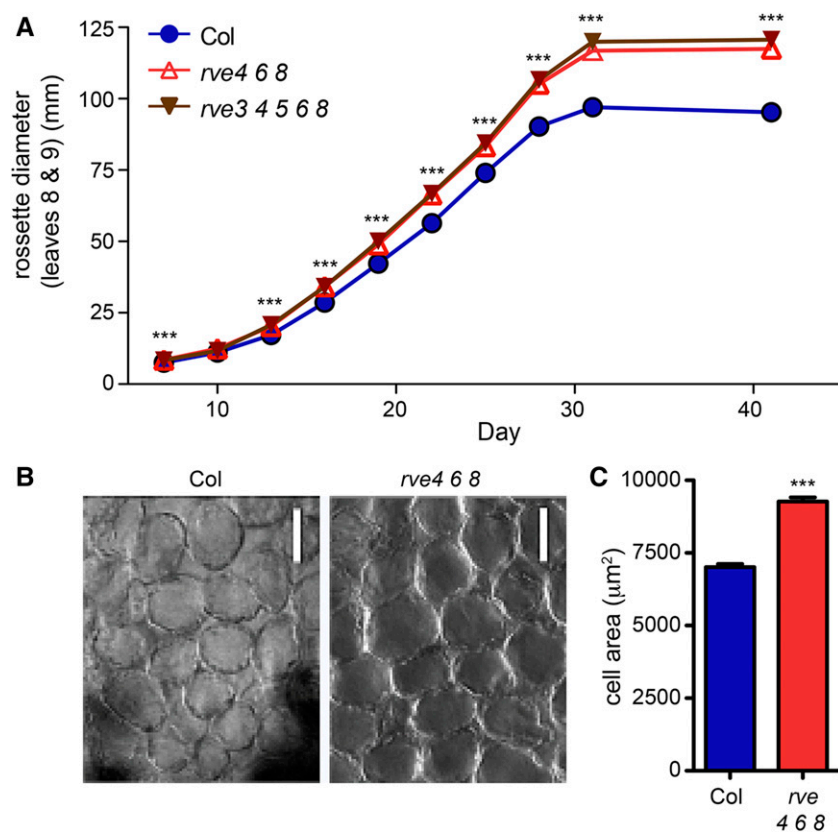 A
rossette diameter
(leaves 8 & 9) (mm)
125
100
75
50
25
0
Col
rve4 6 8
rve3 4 5 6 8
***
***
***
***
***
***
***
***
***
10
20
30
40
Day
B
Col
rve4 6 8
C
cell area (μm²)
10000
7500
5000
2500
0
***
Col
rve
4 6 8